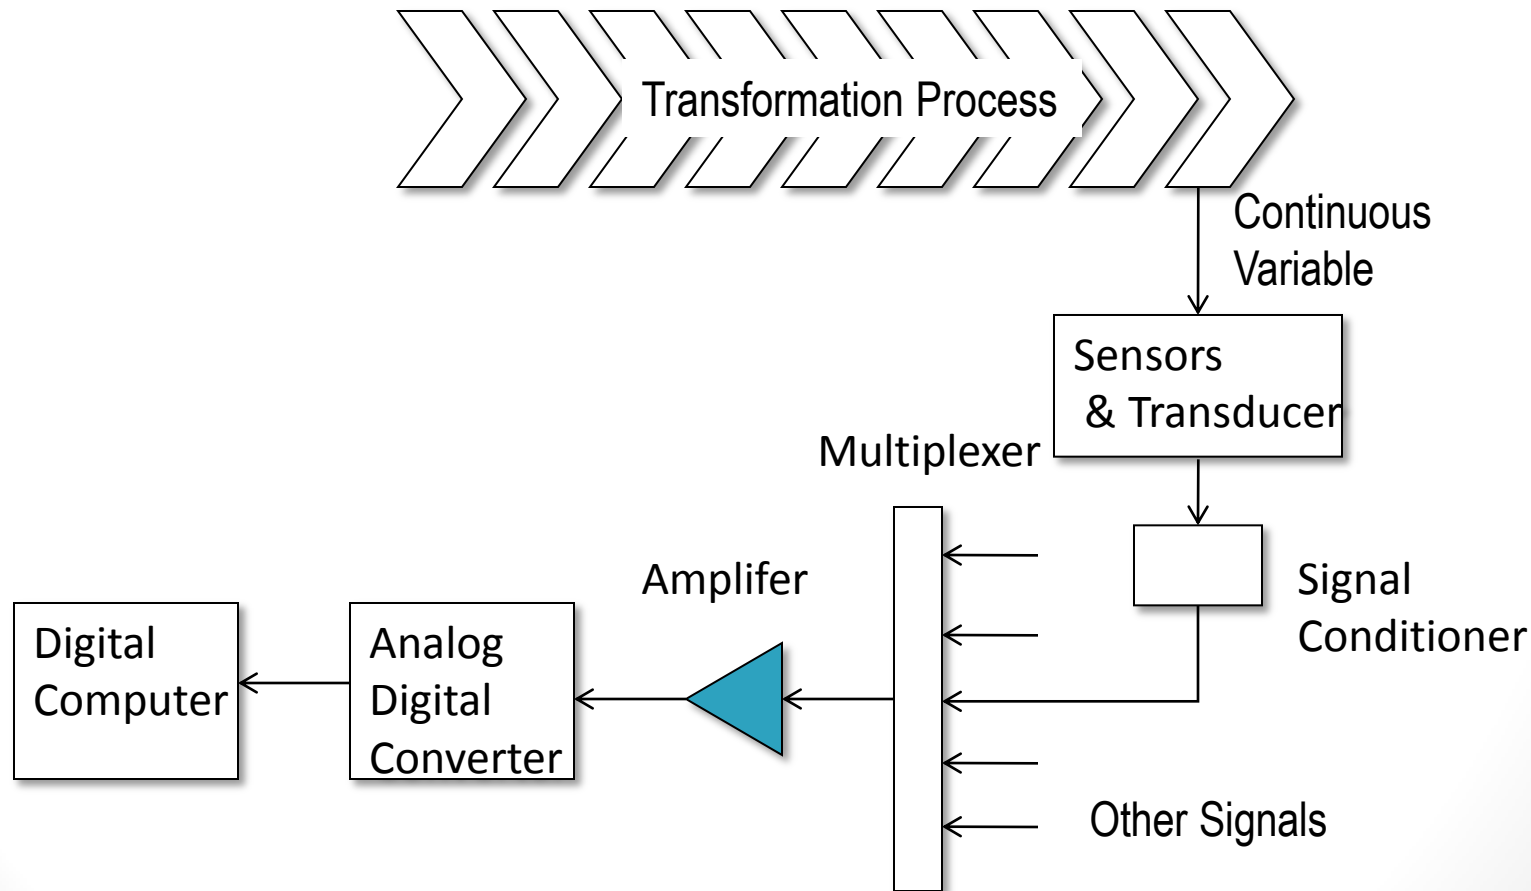 Transformation Process
Continuous
Variable
Sensors
& Transducer
Multiplexer
Amplifer
Signal
Conditioner
Digital
Computer
Analog
Digital
Converter
Other Signals